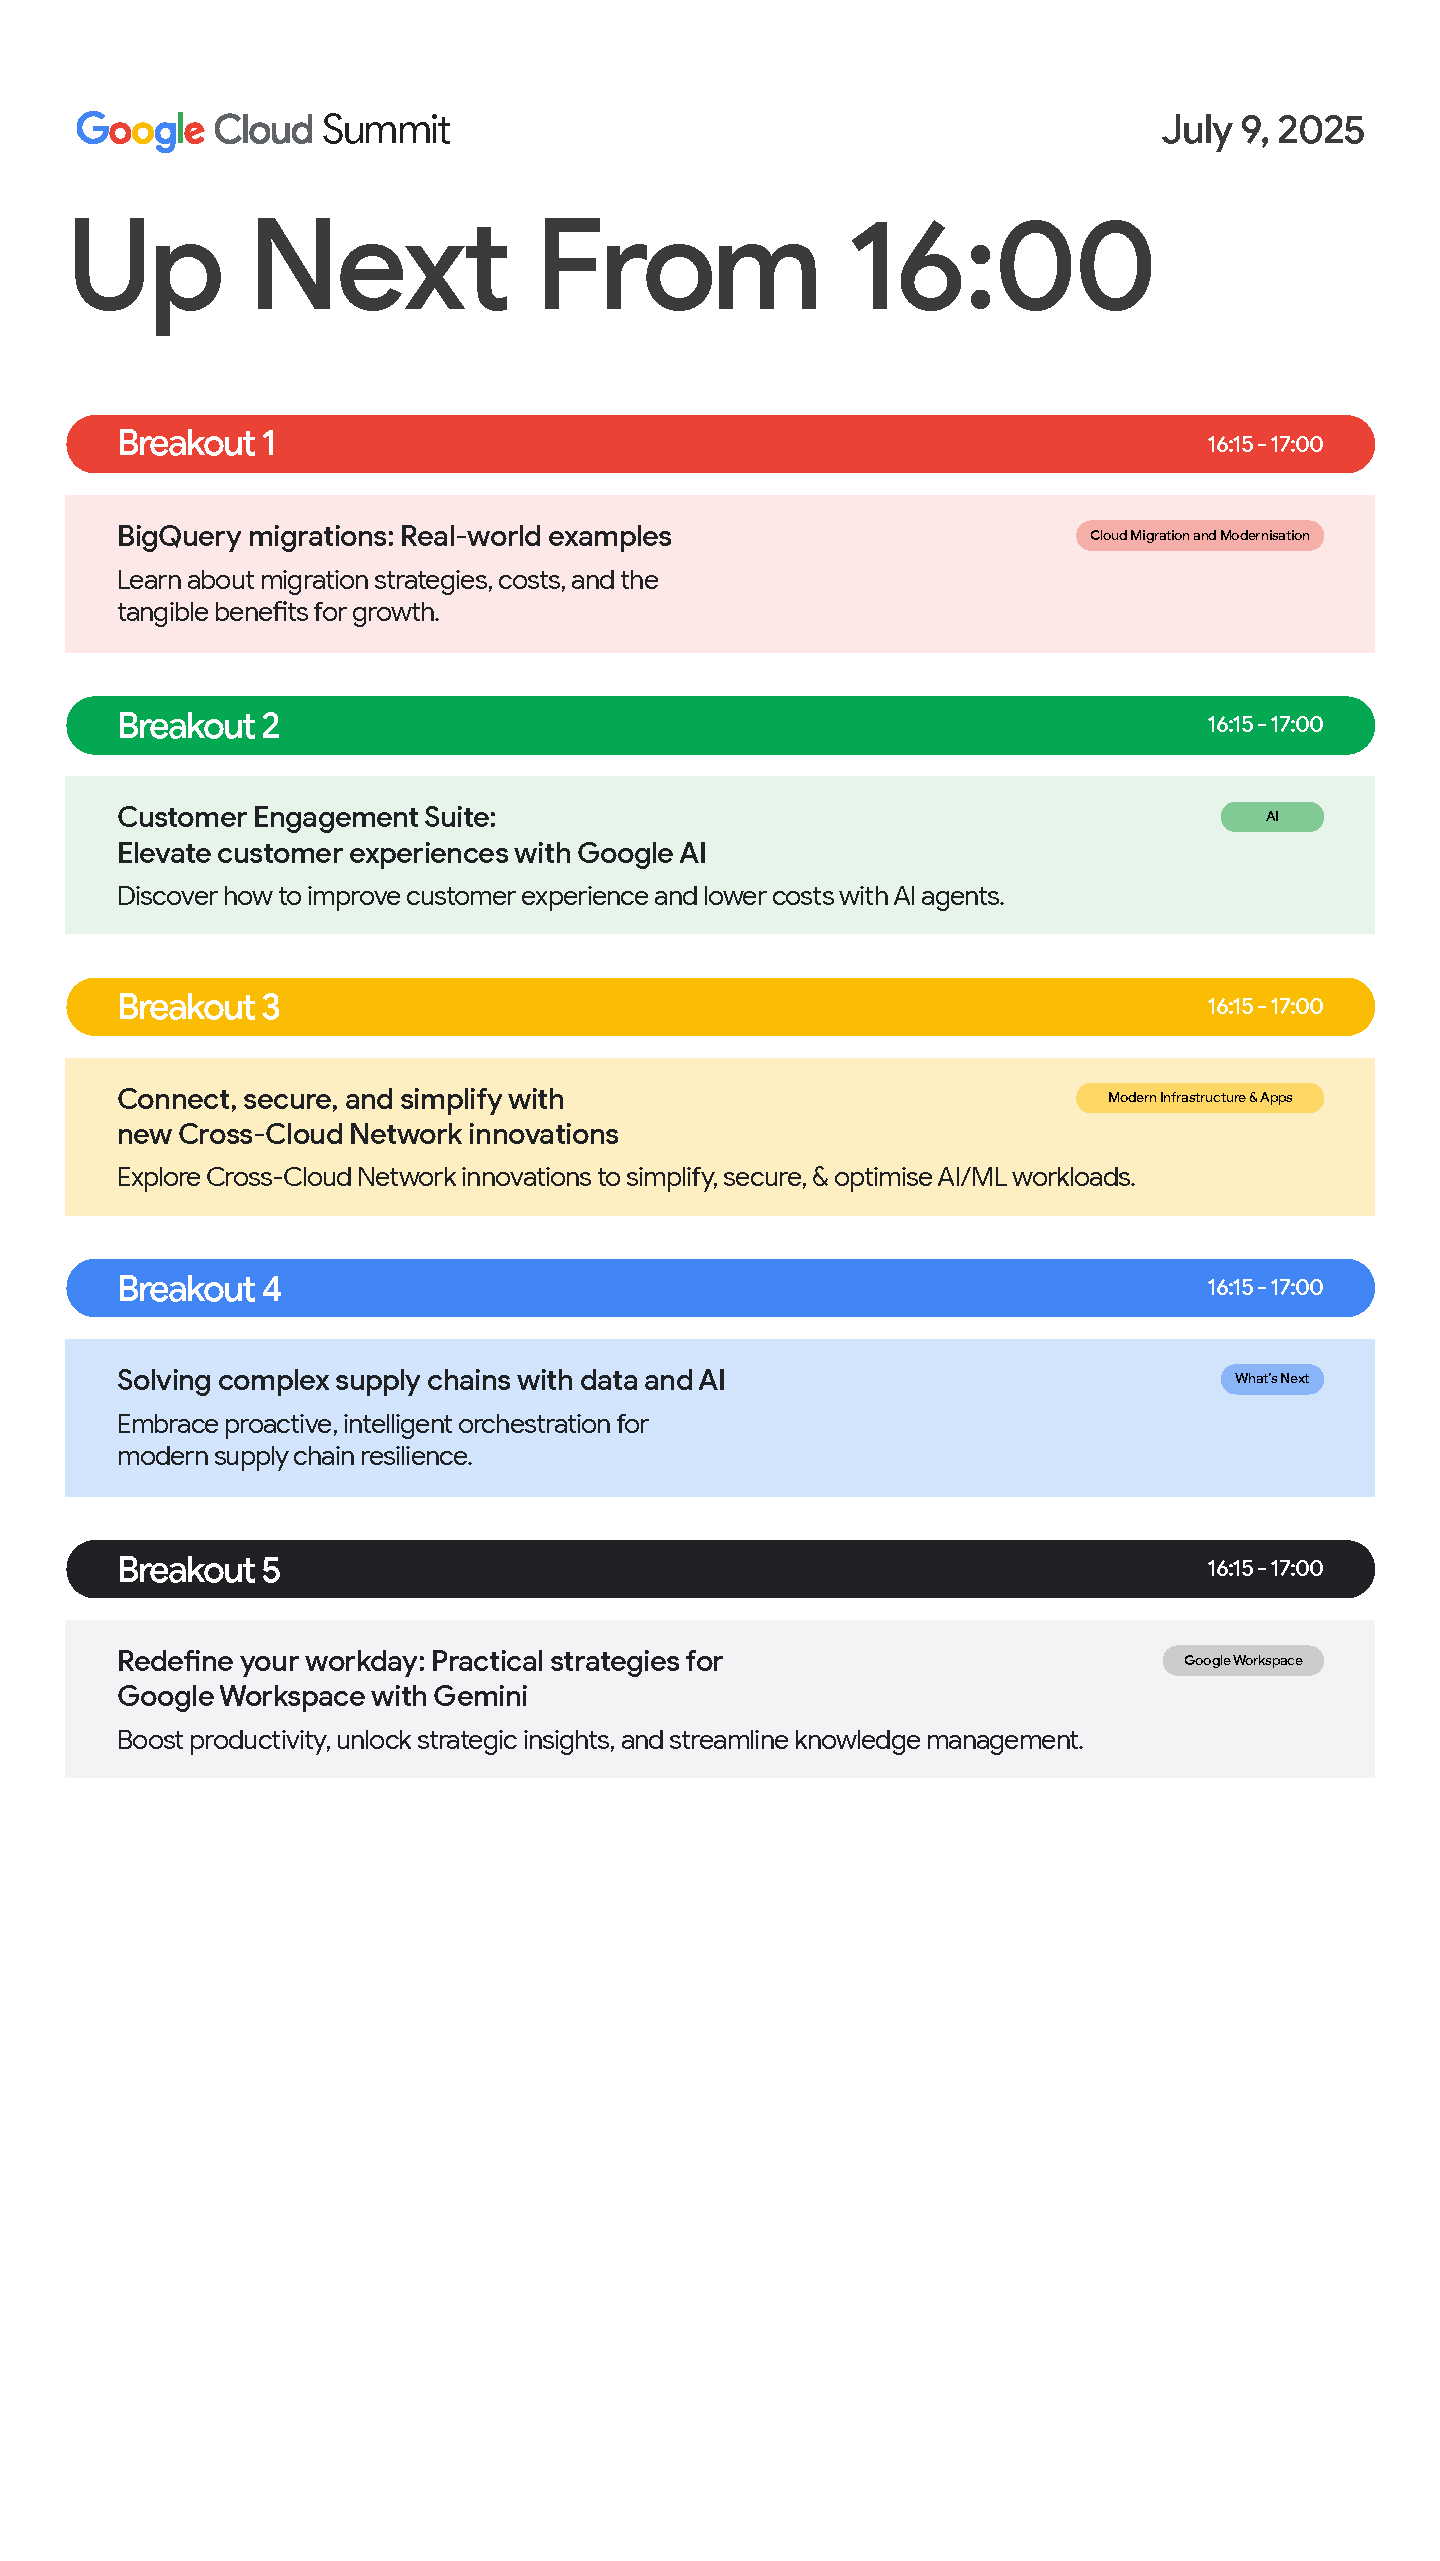 Google Cloud Summit
July 9, 2025
Up Next From 16:00
Breakout 1
16:15 - 17:00
BigQuery migrations: Real-world examples
Cloud Migration and Modernisation
Learn about migration strategies, costs, and the
tangible benefits for growth.
Breakout 2
16:15 - 17:00
Customer Engagement Suite:
AI
Elevate customer experiences with Google AI
Discover how to improve customer experience and lower costs with AI agents.
Breakout 3
16:15 - 17:00
Connect, secure, and simplify with
Modern Infrastructure & Apps
new Cross-Cloud Network innovations
Explore Cross-Cloud Network innovations to simplify, secure, & optimise AI/ML workloads.
Breakout 4
16:15 - 17:00
Solving complex supply chains with data and AI
What's Next
Embrace proactive, intelligent orchestration for
modern supply chain resilience.
Breakout 5
16:15 - 17:00
Redefine your workday: Practical strategies for
Google Workspace
Google Workspace with Gemini
Boost productivity, unlock strategic insights, and streamline knowledge management.